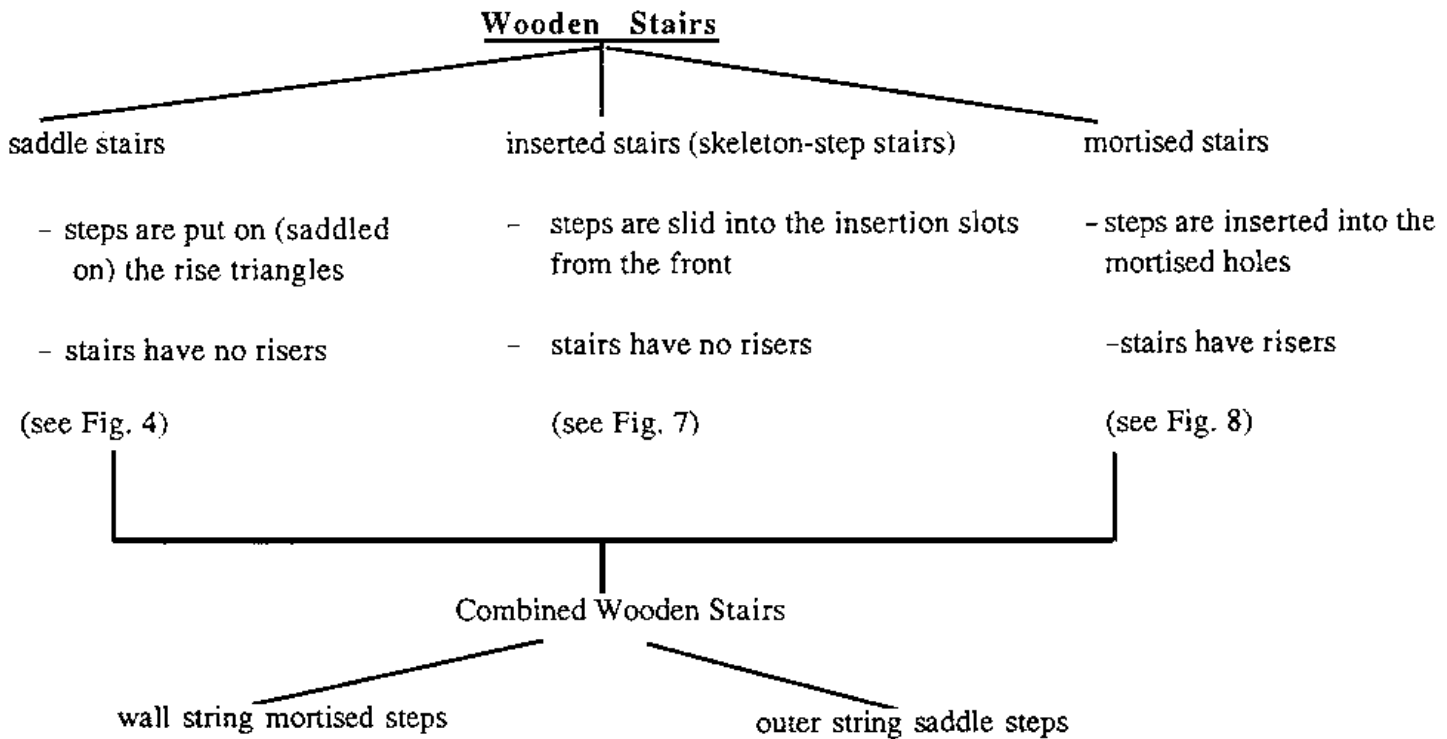 Wooden Stairs
saddle stairs
– steps are put on (saddled
on) the rise triangles
– stairs have no risers
(see Fig. 4)
inserted stairs (skeleton-step stairs)
– steps are slid into the insertion slots
from the front
– stairs have no risers
(see Fig. 7)
mortised stairs
– steps are inserted into the
mortised holes
–stairs have risers
(see Fig. 8)
Combined Wooden Stairs
wall string mortised steps
outer string saddle steps